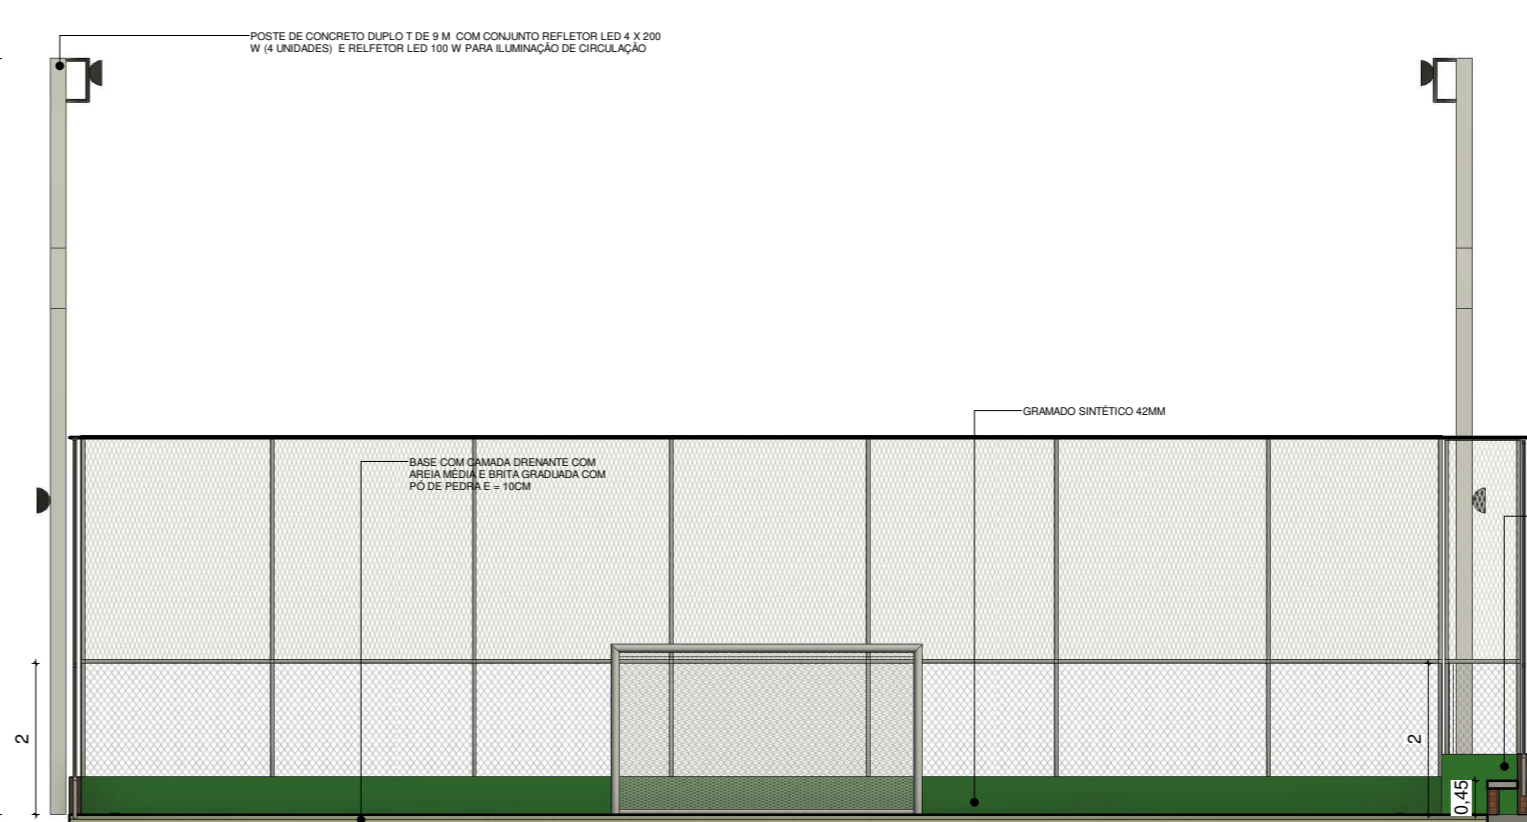 POSTE DE CONCRETO DUPLO T DE 9 M COM CONJUNTO REFLETOR LED 4 X 200
W (4 UNIDADES) E RELFETOR LED 100 W PARA ILUMINAÇÃO DE CIRCULAÇÃO
GRAMADO SINTÉTICO 42MM
BASE COM CAMADA DRENANTE COM
AREIA MÉDIA E BRITA GRADUADA COM
PÓ DE PEDRA E = 10CM
2
2
0,45